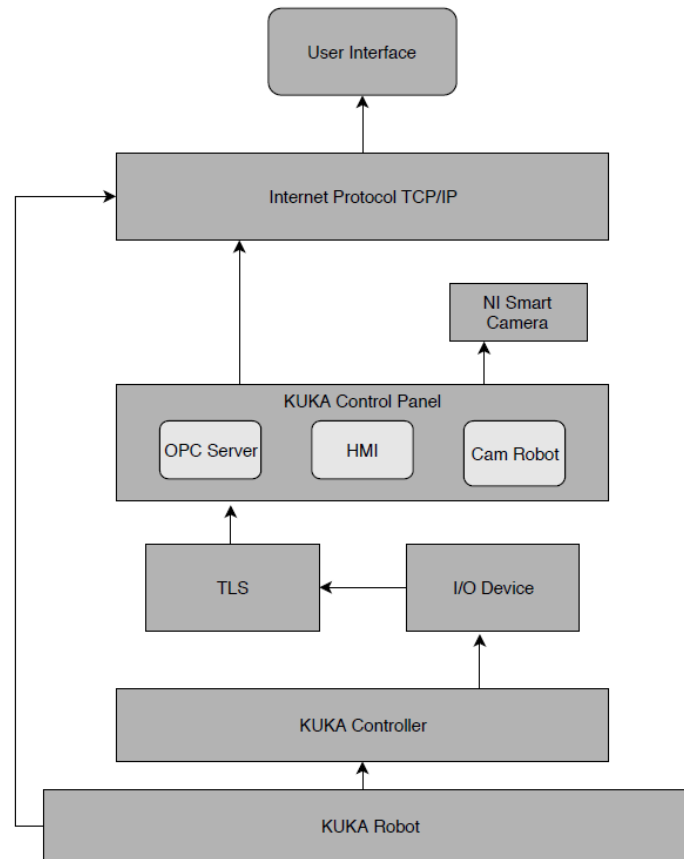 User Interface
Internet Protocol TCP/IP
NI Smart
Camera
KUKA Control Panel
OPC Server
HMI
Cam Robot
TLS
I/O Device
KUKA Controller
KUKA Robot